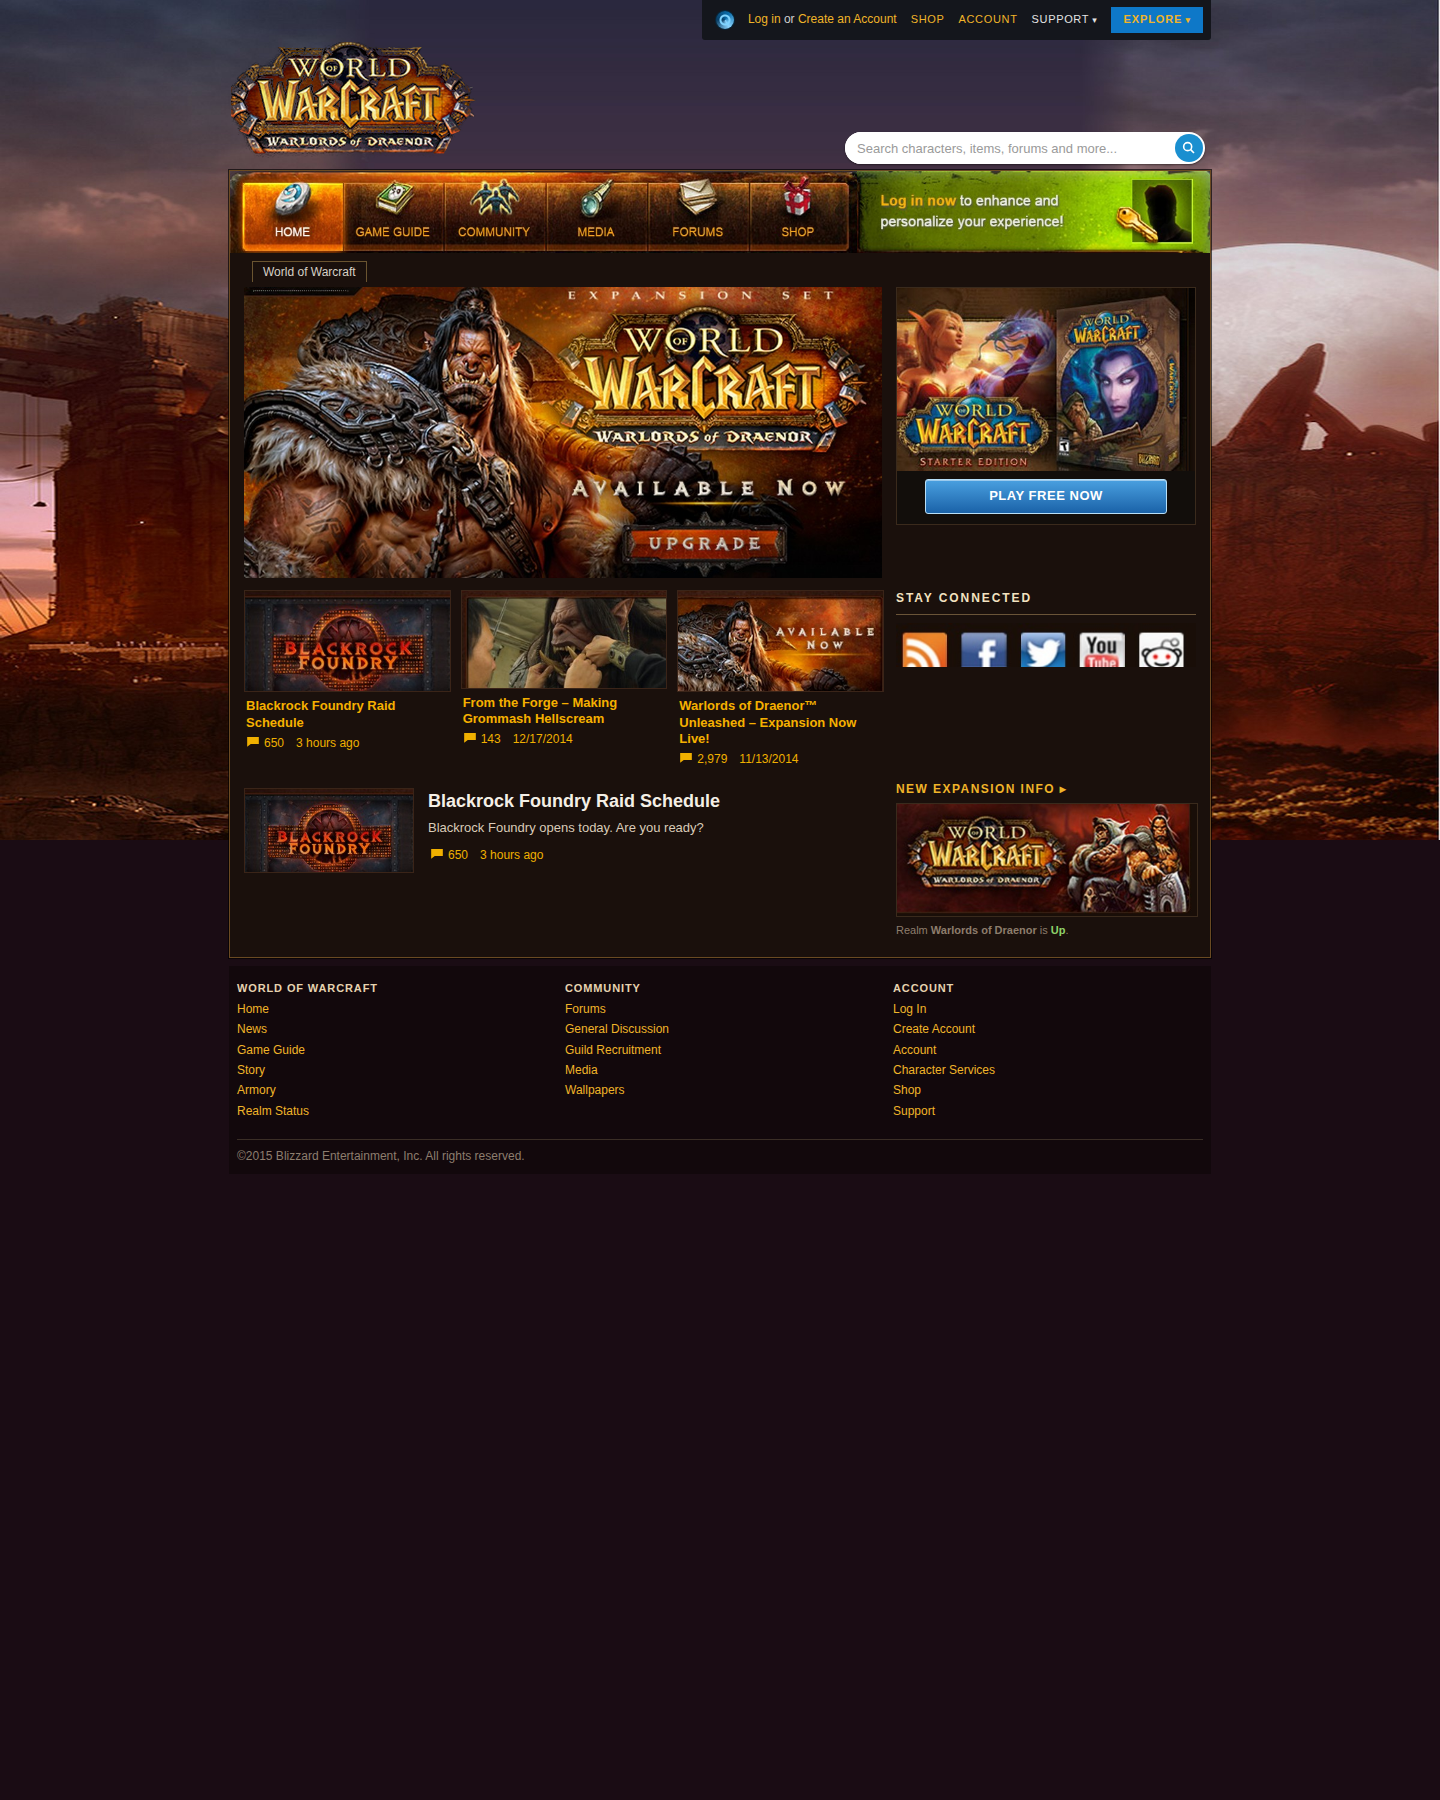 Log in or Create an Account SHOP ACCOUNT SUPPORT ▾ EXPLORE ▾
WORLD
OF
WARCRAFT
WARLORDS of DRAENOR
Search characters, items, forums and more...
HOME GAME GUIDE COMMUNITY MEDIA FORUMS SHOP
Log in now to enhance and
personalize your experience!
World of Warcraft
EXPANSION SET
WORLD
OF
WARCRAFT
WARLORDS of DRAENOR
AVAILABLE NOW
UPGRADE
WORLD
WARCRAFT
WORLD
WARCRAFT
STARTER EDITION
PLAY FREE NOW
STAY CONNECTED
You
Tube
BLACKROCK
FOUNDRY
AVAILABLE
NOW
Blackrock Foundry Raid
Schedule
650 3 hours ago
From the Forge – Making
Grommash Hellscream
143 12/17/2014
Warlords of Draenor™
Unleashed – Expansion Now
Live!
2,979 11/13/2014
BLACKROCK
FOUNDRY
Blackrock Foundry Raid Schedule
Blackrock Foundry opens today. Are you ready?
650 3 hours ago
NEW EXPANSION INFO ▸
WORLD
WARCRAFT
WARLORDS of DRAENOR
Realm Warlords of Draenor is Up.
WORLD OF WARCRAFT
Home
News
Game Guide
Story
Armory
Realm Status
COMMUNITY
Forums
General Discussion
Guild Recruitment
Media
Wallpapers
ACCOUNT
Log In
Create Account
Account
Character Services
Shop
Support
©2015 Blizzard Entertainment, Inc. All rights reserved.